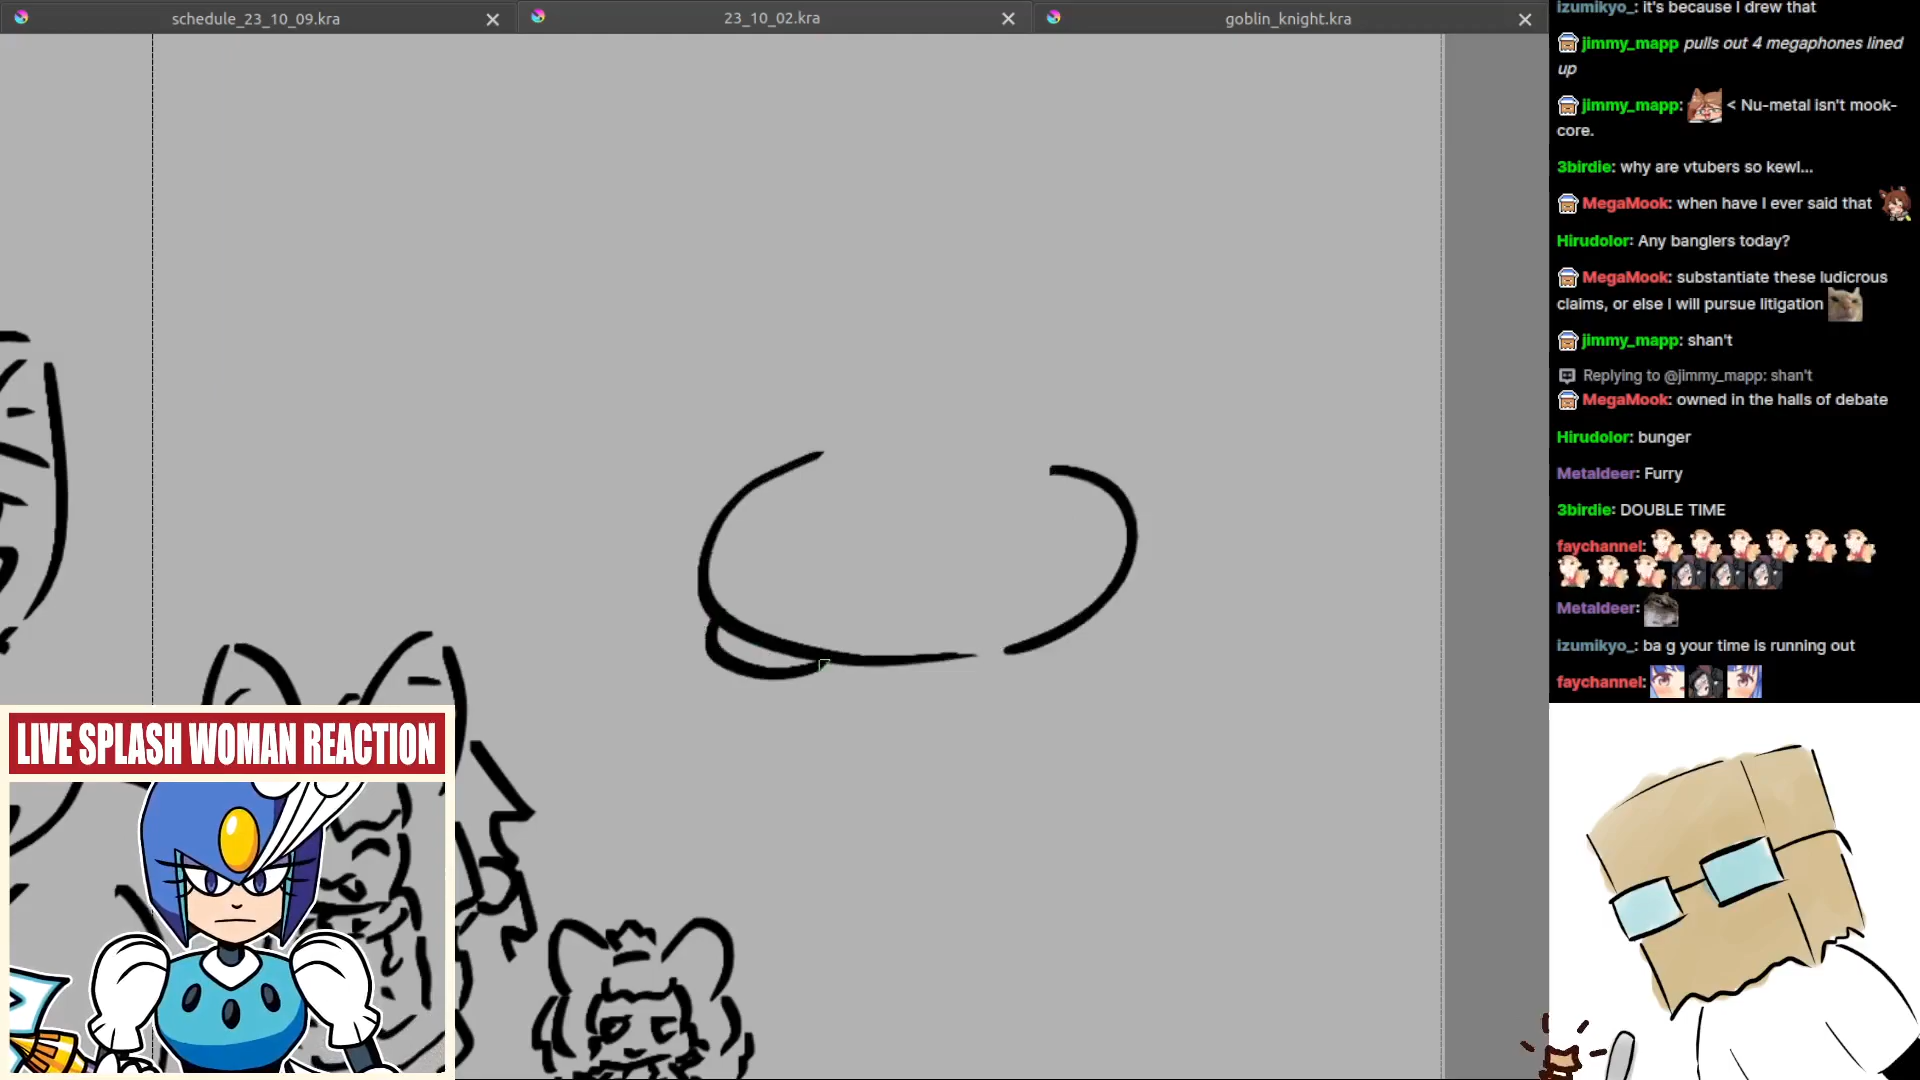 schedule_23_10_09.kra
23_10_02.kra
goblin_knight.kra
izumikyo_: it's because I drew that
jimmy_mapp pulls out 4 megaphones lined
up
jimmy_mapp: < Nu-metal isn't mook-
core.
3birdie: why are vtubers so kewl...
MegaMook: when have I ever said that
Hirudolor: Any banglers today?
MegaMook: substantiate these ludicrous
claims, or else I will pursue litigation
jimmy_mapp: shan't
Replying to @jimmy_mapp: shan't
MegaMook: owned in the halls of debate
Hirudolor: bunger
Metaldeer: Furry
3birdie: DOUBLE TIME
faychannel:
Metaldeer:
izumikyo_: ba g your time is running out
faychannel:
LIVE SPLASH WOMAN REACTION